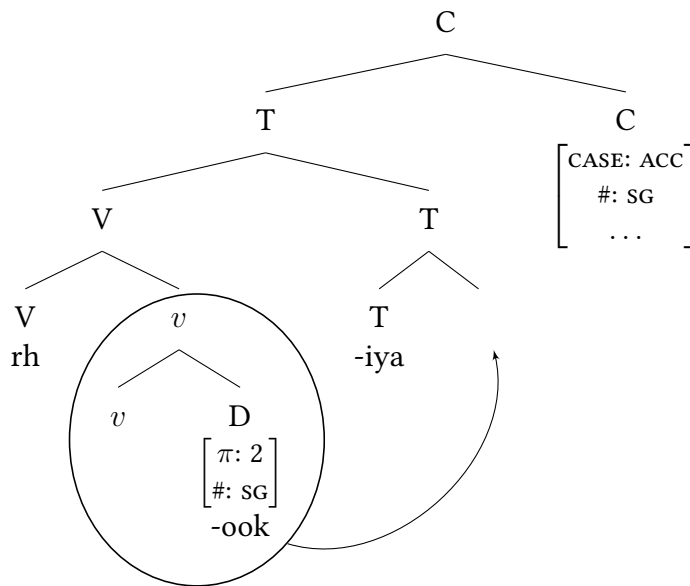 C
T C
CASE: ACC
#: SG
. . .
V T
V v T
rh -iya
v D
π: 2
#: SG
-ook